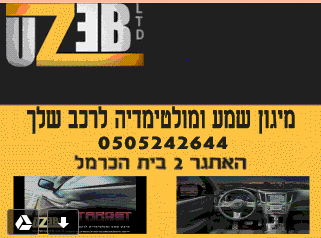 UZEB
LTD
מיגון שמע ומולטימדיה לרכב שלך
0505242644
האתגר 2 בית הכרמל
TARGET